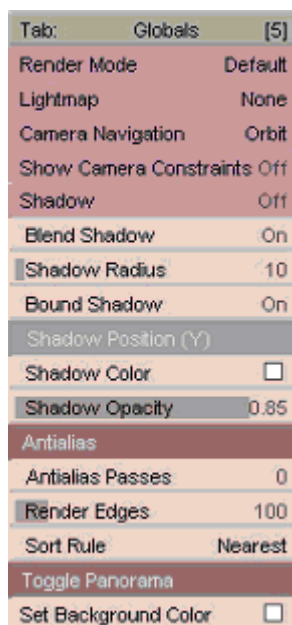 Tab: Globals [5]
Render Mode Default
Lightmap None
Camera Navigation Orbit
Show Camera Constraints Off
Shadow Off
Blend Shadow On
Shadow Radius 10
Bound Shadow On
Shadow Position (Y)
Shadow Color
Shadow Opacity 0.85
Antialias
Antialias Passes 0
Render Edges 100
Sort Rule Nearest
Toggle Panorama
Set Background Color